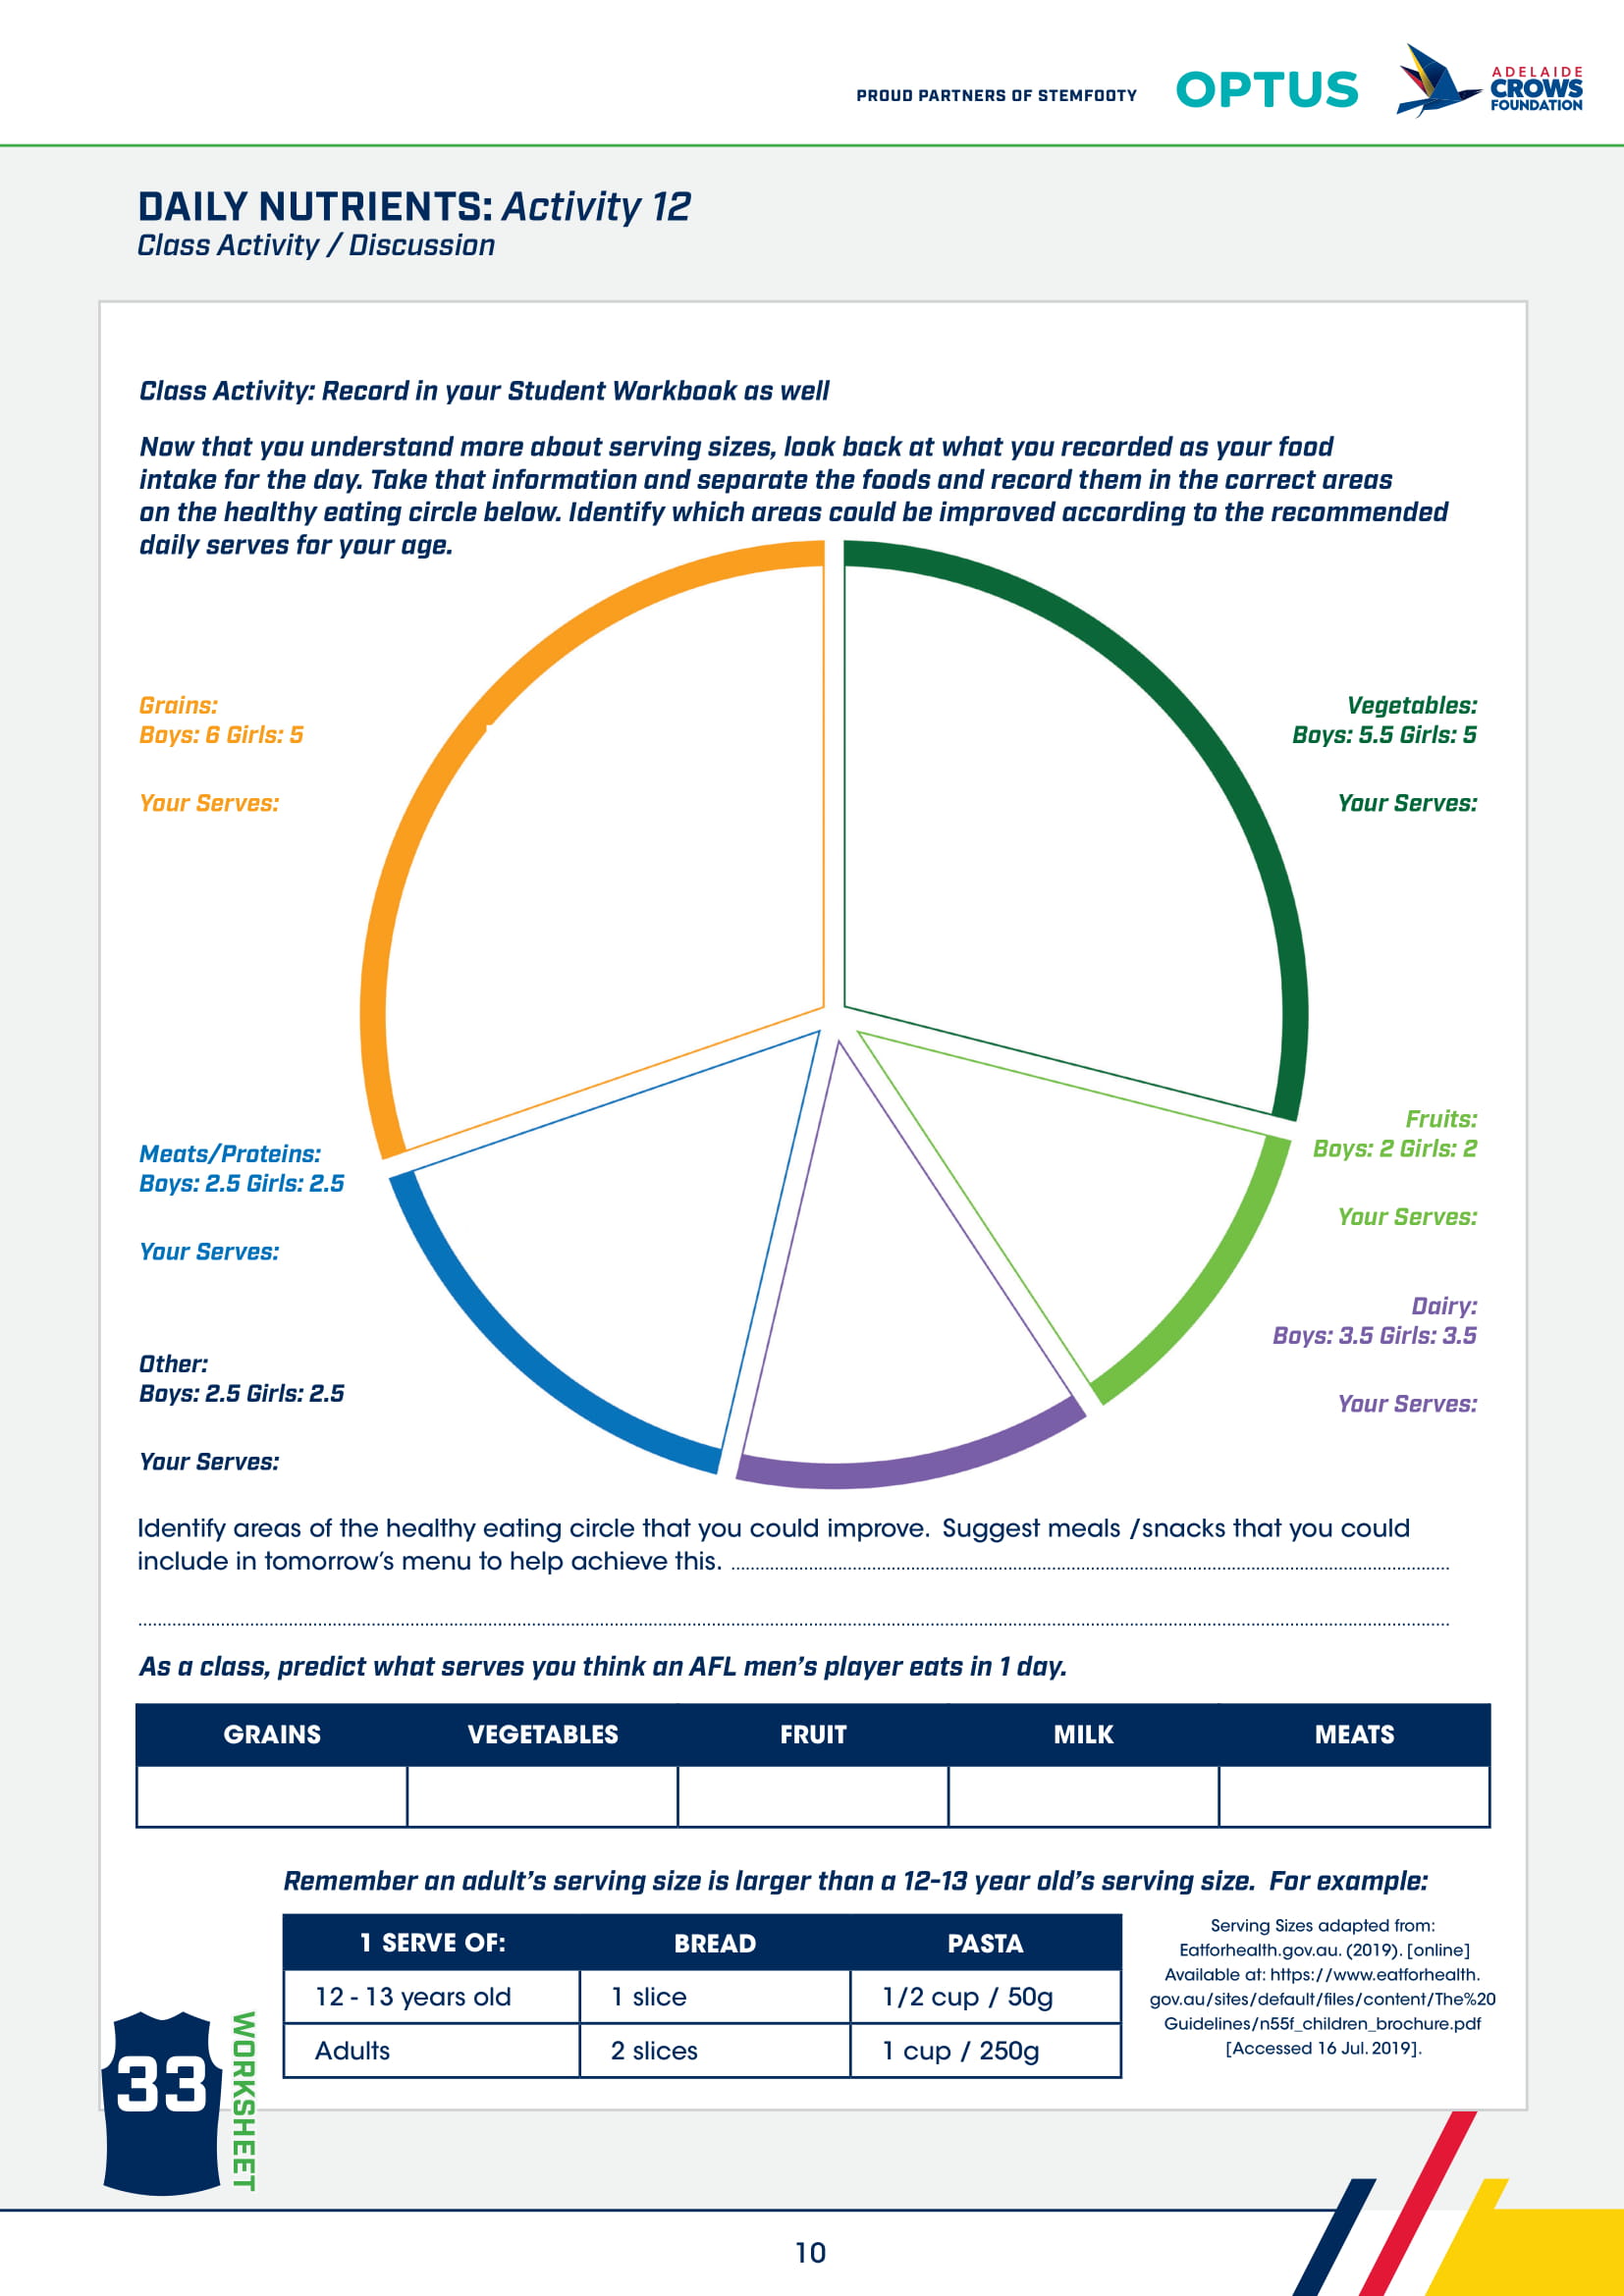 PROUD PARTNERS OF STEMFOOTY
OPTUS
ADELAIDE
CROWS
FOUNDATION
DAILY NUTRIENTS: Activity 12
Class Activity / Discussion
Class Activity: Record in your Student Workbook as well
Now that you understand more about serving sizes, look back at what you recorded as your food
intake for the day. Take that information and separate the foods and record them in the correct areas
on the healthy eating circle below. Identify which areas could be improved according to the recommended
daily serves for your age.
Grains:
Boys: 6 Girls: 5
Your Serves:
Vegetables:
Boys: 5.5 Girls: 5
Your Serves:
Meats/Proteins:
Boys: 2.5 Girls: 2.5
Your Serves:
Fruits:
Boys: 2 Girls: 2
Your Serves:
Dairy:
Boys: 3.5 Girls: 3.5
Your Serves:
Other:
Boys: 2.5 Girls: 2.5
Your Serves:
Identify areas of the healthy eating circle that you could improve.  Suggest meals /snacks that you could
include in tomorrow's menu to help achieve this.
As a class, predict what serves you think an AFL men's player eats in 1 day.
GRAINS VEGETABLES FRUIT MILK MEATS
Remember an adult's serving size is larger than a 12-13 year old's serving size.  For example:
1 SERVE OF: BREAD PASTA
12 - 13 years old 1 slice 1/2 cup / 50g
Adults 2 slices 1 cup / 250g
Serving Sizes adapted from:
Eatforhealth.gov.au. (2019). [online]
Available at: https://www.eatforhealth.
gov.au/sites/default/files/content/The%20
Guidelines/n55f_children_brochure.pdf
[Accessed 16 Jul. 2019].
33
WORKSHEET
10